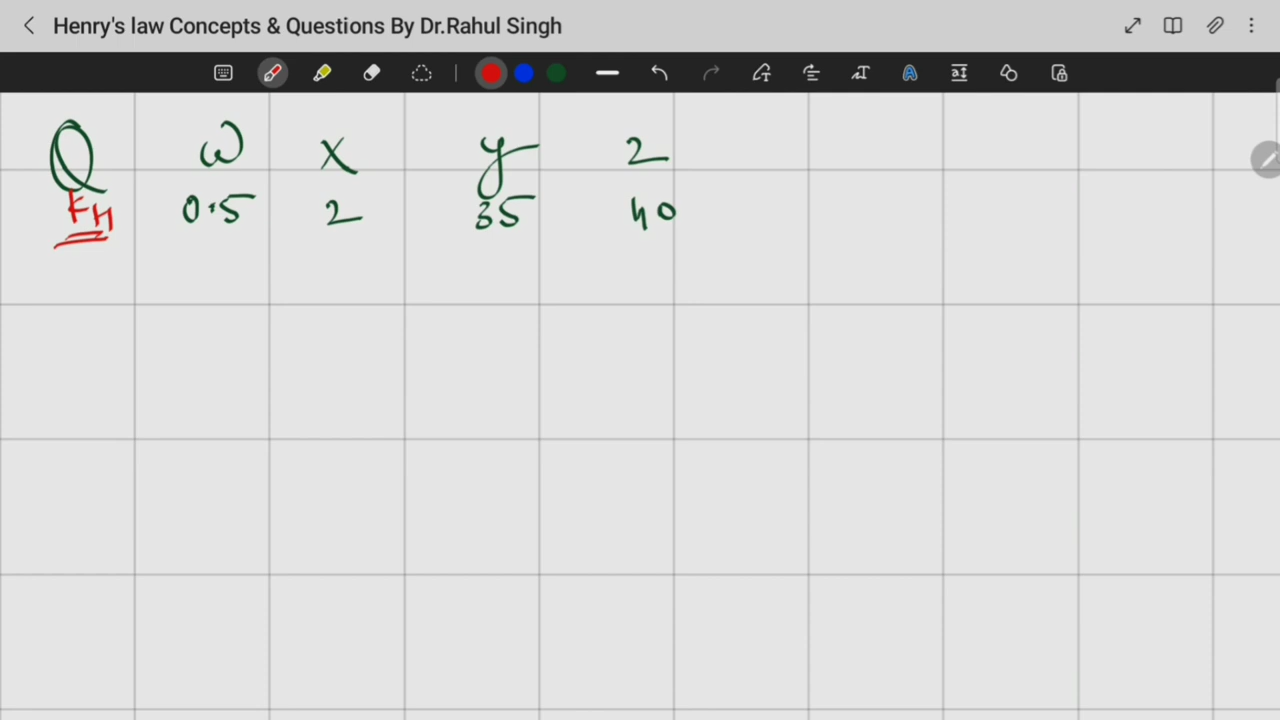 Henry's law Concepts & Questions By Dr.Rahul Singh
Q W X y z
KH 0.5 2 35 40